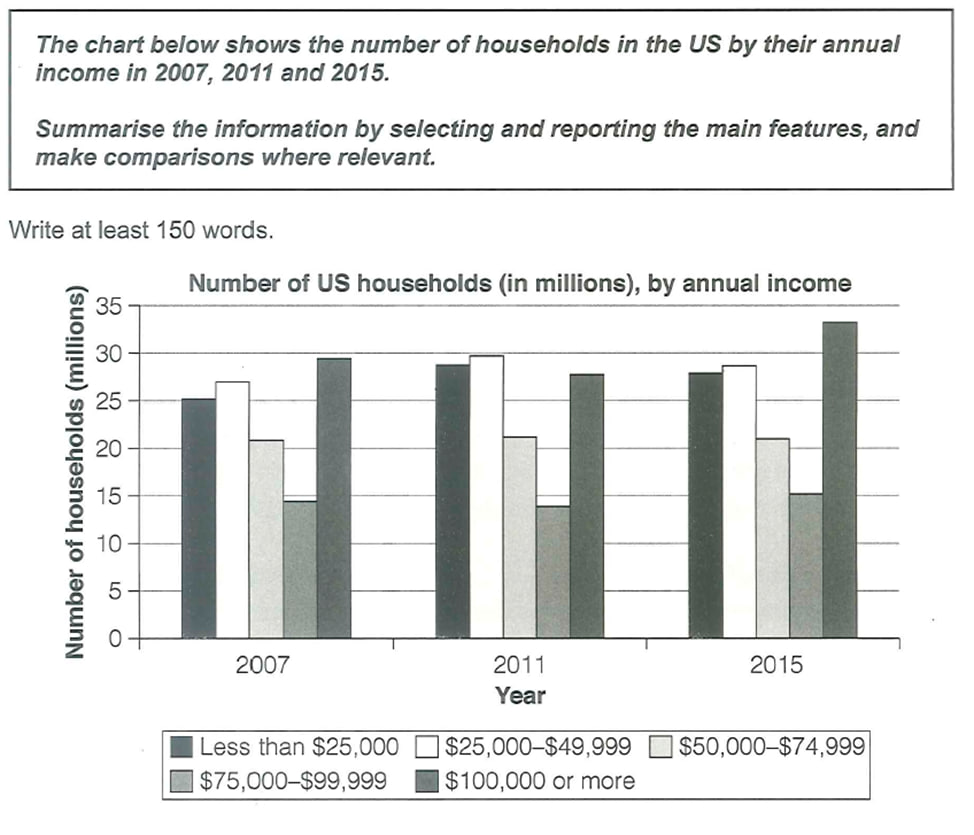 The chart below shows the number of households in the US by their annual
income in 2007, 2011 and 2015.
Summarise the information by selecting and reporting the main features, and
make comparisons where relevant.
Write at least 150 words.
Number of US households (in millions), by annual income
Number of households (millions)
35
30
25
20
15
10
5
0
2007 2011 2015
Year
Less than $25,000 $25,000–$49,999 $50,000–$74,999
$75,000–$99,999 $100,000 or more